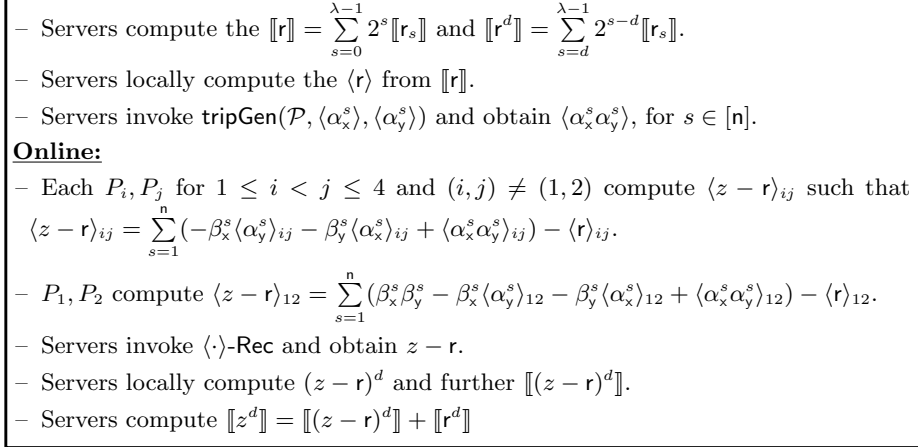 – Servers compute the ⟦r⟧ = ∑_{s=0}^{λ−1} 2^s⟦r_s⟧ and ⟦r^d⟧ = ∑_{s=d}^{λ−1} 2^{s−d}⟦r_s⟧.
– Servers locally compute the ⟨r⟩ from ⟦r⟧.
– Servers invoke tripGen(𝒫, ⟨α_x^s⟩, ⟨α_y^s⟩) and obtain ⟨α_x^s α_y^s⟩, for s ∈ [n].
Online:
– Each P_i, P_j for 1 ≤ i < j ≤ 4 and (i, j) ≠ (1, 2) compute ⟨z − r⟩_{ij} such that
⟨z − r⟩_{ij} = ∑_{s=1}^{n} (−β_x^s⟨α_y^s⟩_{ij} − β_y^s⟨α_x^s⟩_{ij} + ⟨α_x^s α_y^s⟩_{ij}) − ⟨r⟩_{ij}.
– P_1, P_2 compute ⟨z − r⟩_{12} = ∑_{s=1}^{n} (β_x^s β_y^s − β_x^s⟨α_y^s⟩_{12} − β_y^s⟨α_x^s⟩_{12} + ⟨α_x^s α_y^s⟩_{12}) − ⟨r⟩_{12}.
– Servers invoke ⟨·⟩-Rec and obtain z − r.
– Servers locally compute (z − r)^d and further ⟦(z − r)^d⟧.
– Servers compute ⟦z^d⟧ = ⟦(z − r)^d⟧ + ⟦r^d⟧